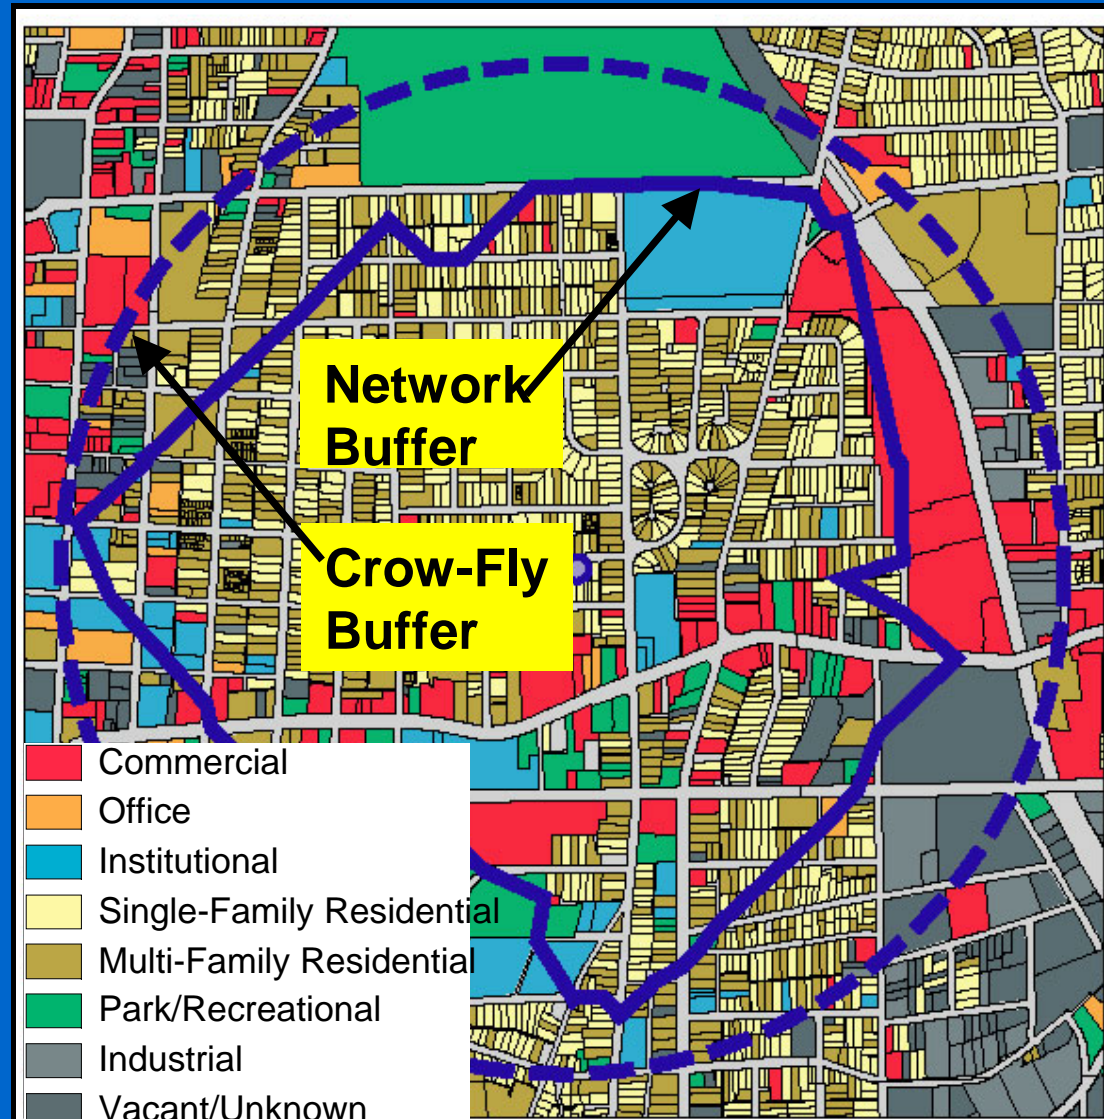 Network
Buffer
Crow-Fly
Buffer
Commercial
Office
Institutional
Single-Family Residential
Multi-Family Residential
Park/Recreational
Industrial
Vacant/Unknown